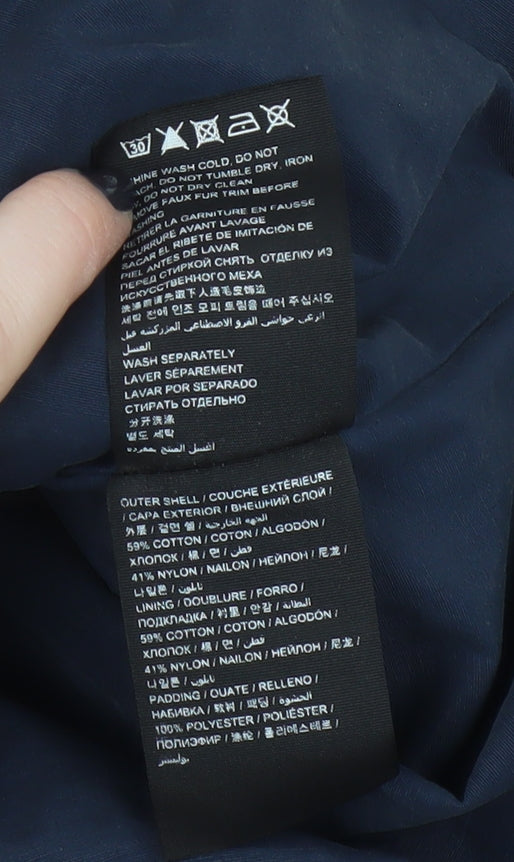 30
HINE WASH COLD, DO NOT
ACH, DO NOT TUMBLE DRY, IRON
DO NOT DRY CLEAN
OVE FAUX FUR TRIM BEFORE
SHING
RETIRER LA GARNITURE EN FAUSSE
FOURRURE AVANT LAVAGE
SACAR EL RIBETE DE IMITACIÓN DE
PIEL ANTES DE LAVAR
ПЕРЕД СТИРКОЙ СНЯТЬ ОТДЕЛКУ ИЗ
ИСКУССТВЕННОГО МЕХА
洗涤前请先取下人造毛皮饰边
세탁 전에 인조 모피 트림을 떼어 주십시오
انزعي حواشي الفرو الاصطناعي المزركشة قبل
الغسل
WASH SEPARATELY
LAVER SÉPAREMENT
LAVAR POR SEPARADO
СТИРАТЬ ОТДЕЛЬНО
分开洗涤
별도 세탁
اغسل المنتج بمفرده
OUTER SHELL / COUCHE EXTÉRIEURE
/ CAPA EXTERIOR / ВНЕШНИЙ СЛОЙ /
外层 / 겉면 쉘 / الجهة الخارجية
59% COTTON / COTON / ALGODÓN /
ХЛОПОК / 棉 / 면 / قطن
41% NYLON / NAILON / НЕЙЛОН / 尼龙 /
나일론 / نايلون
LINING / DOUBLURE / FORRO /
ПОДКЛАДКА / 衬里 / 안감 / البطانة
59% COTTON / COTON / ALGODÓN /
ХЛОПОК / 棉 / 면 / قطن
41% NYLON / NAILON / НЕЙЛОН / 尼龙 /
나일론 / نايلون
PADDING / OUATE / RELLENO /
НАБИВКА / 软衬 / 패딩 / الحشوة
100% POLYESTER / POLIÉSTER /
ПОЛИЭФИР / 涤纶 / 폴리에스테르 /
بوليستر